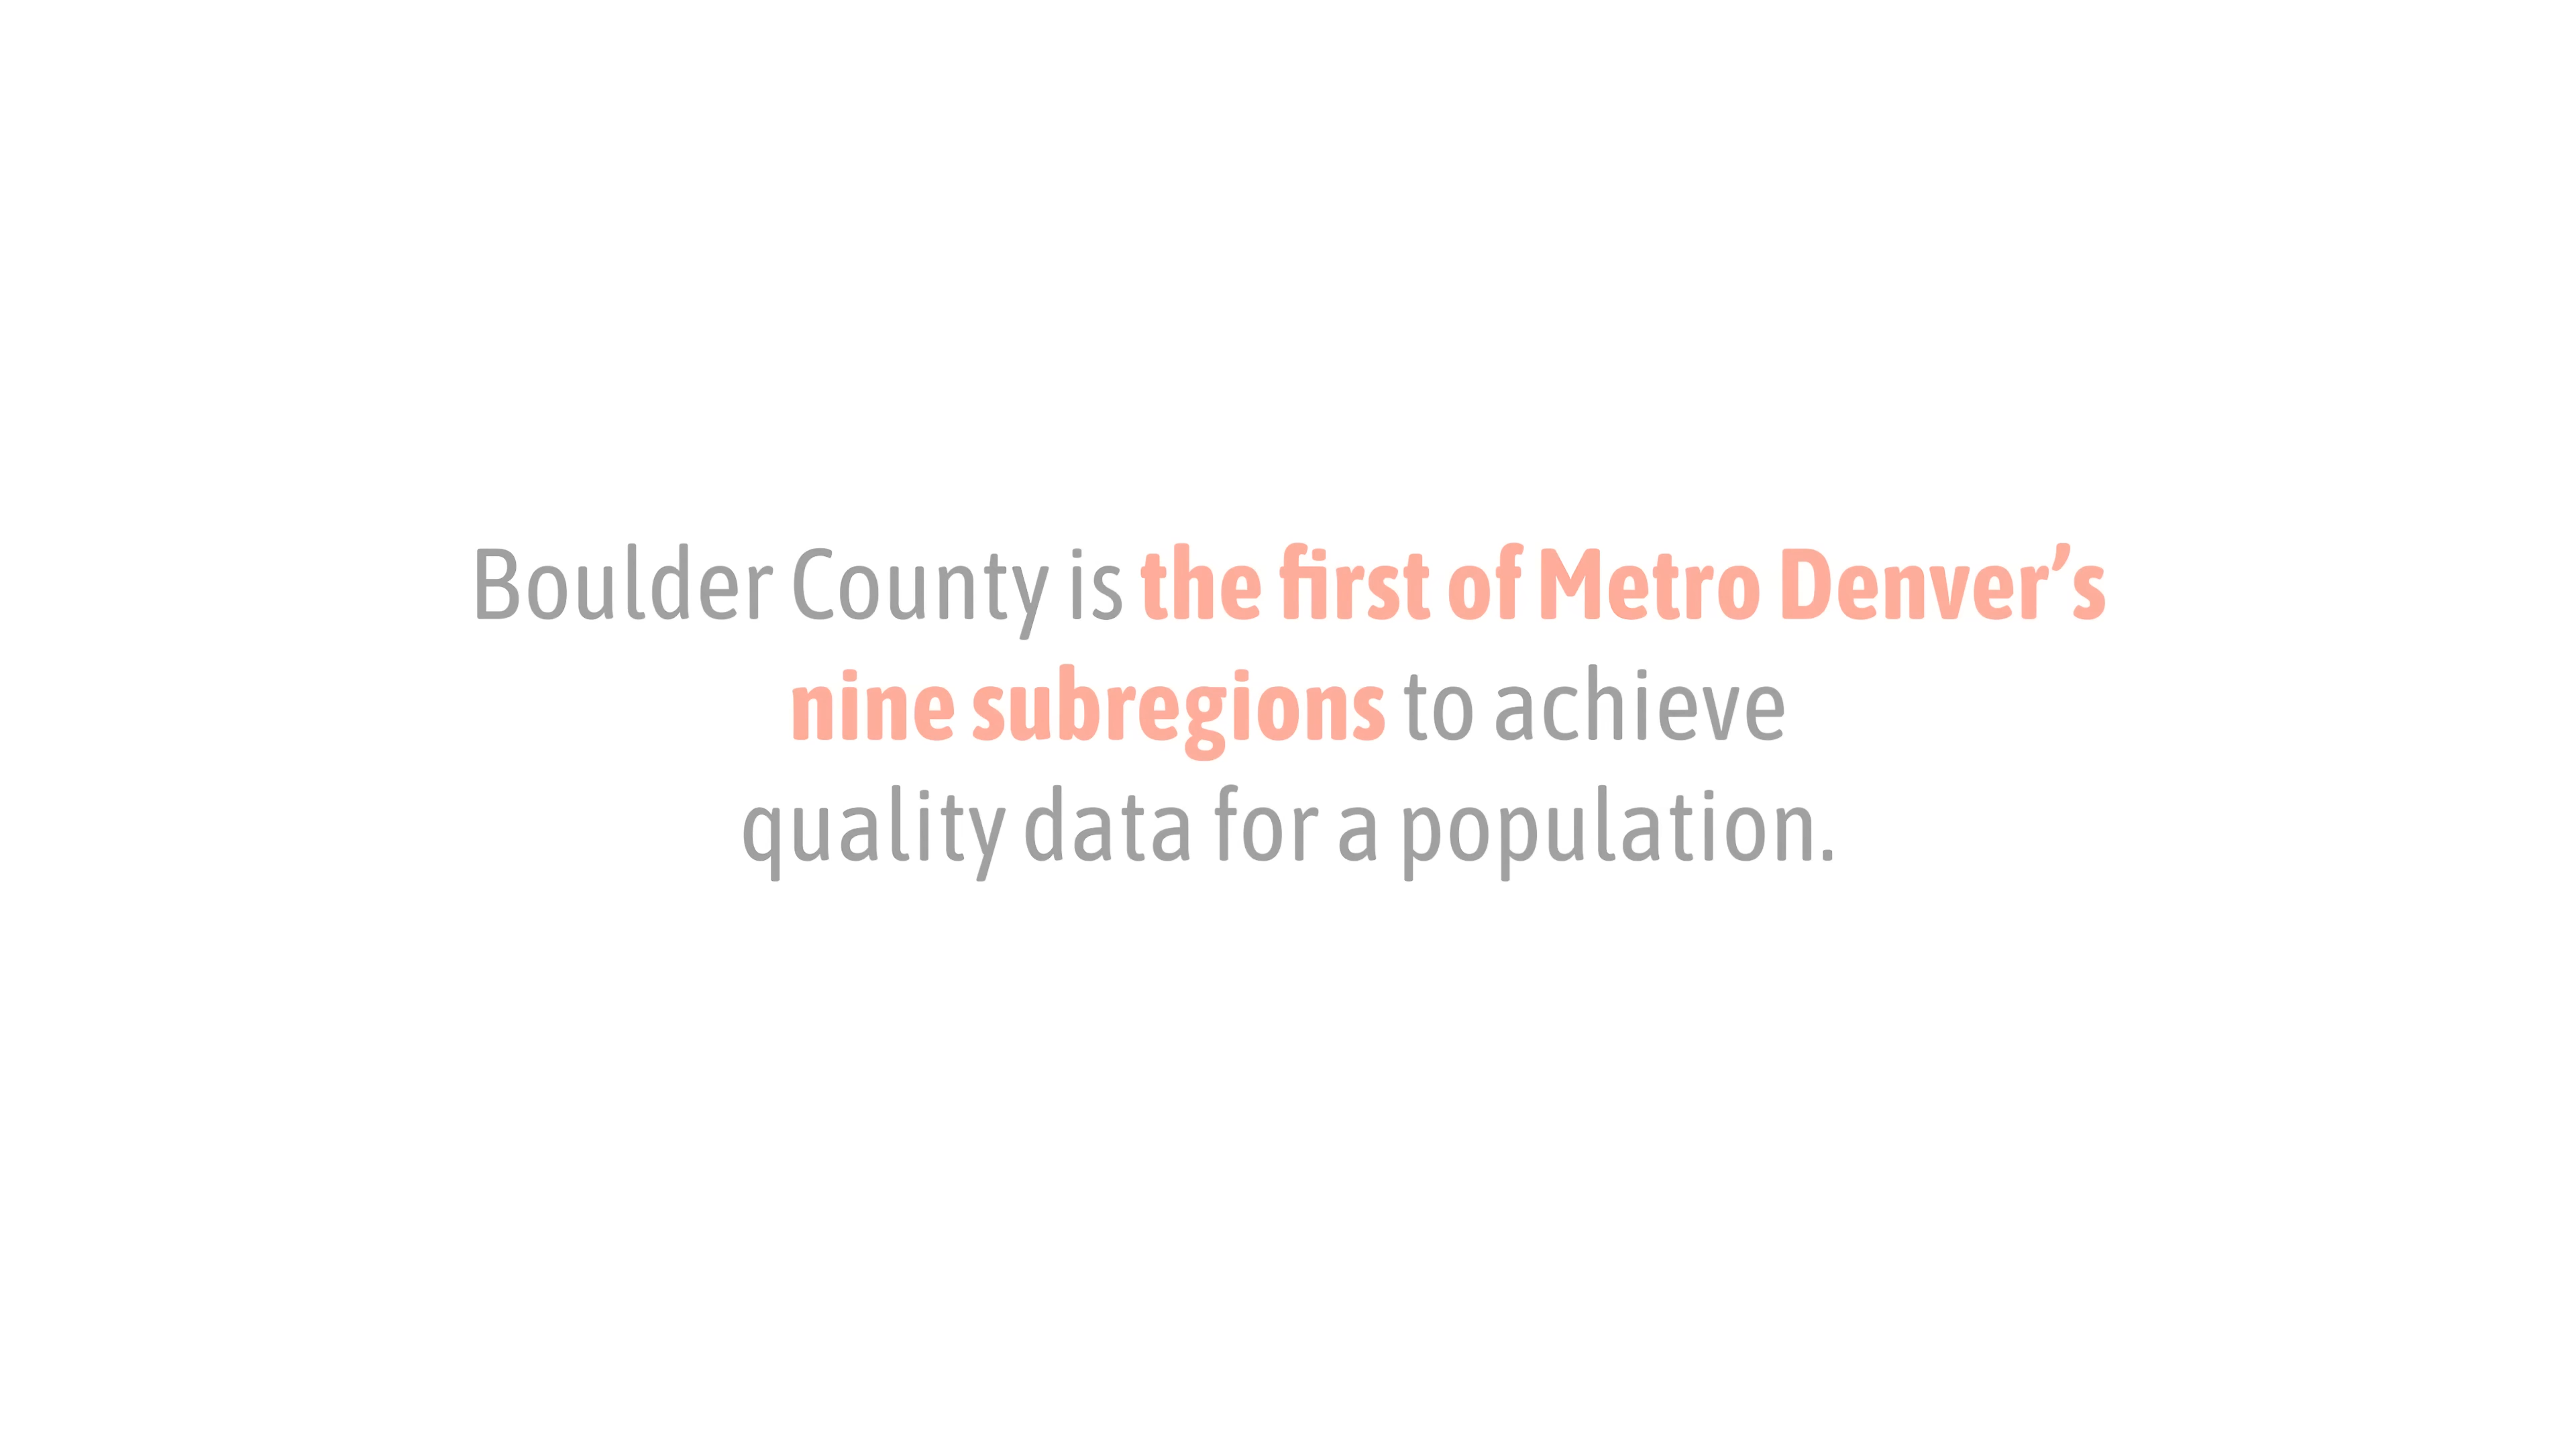 Boulder County is the first of Metro Denver’s
nine subregions to achieve
quality data for a population.